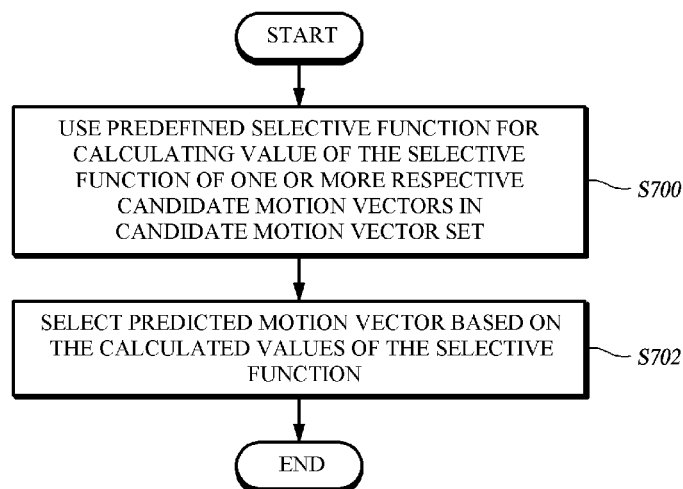 START
USE PREDEFINED SELECTIVE FUNCTION FOR
CALCULATING VALUE OF THE SELECTIVE
FUNCTION OF ONE OR MORE RESPECTIVE
CANDIDATE MOTION VECTORS IN
CANDIDATE MOTION VECTOR SET
S700
SELECT PREDICTED MOTION VECTOR BASED ON
THE CALCULATED VALUES OF THE SELECTIVE
FUNCTION
S702
END